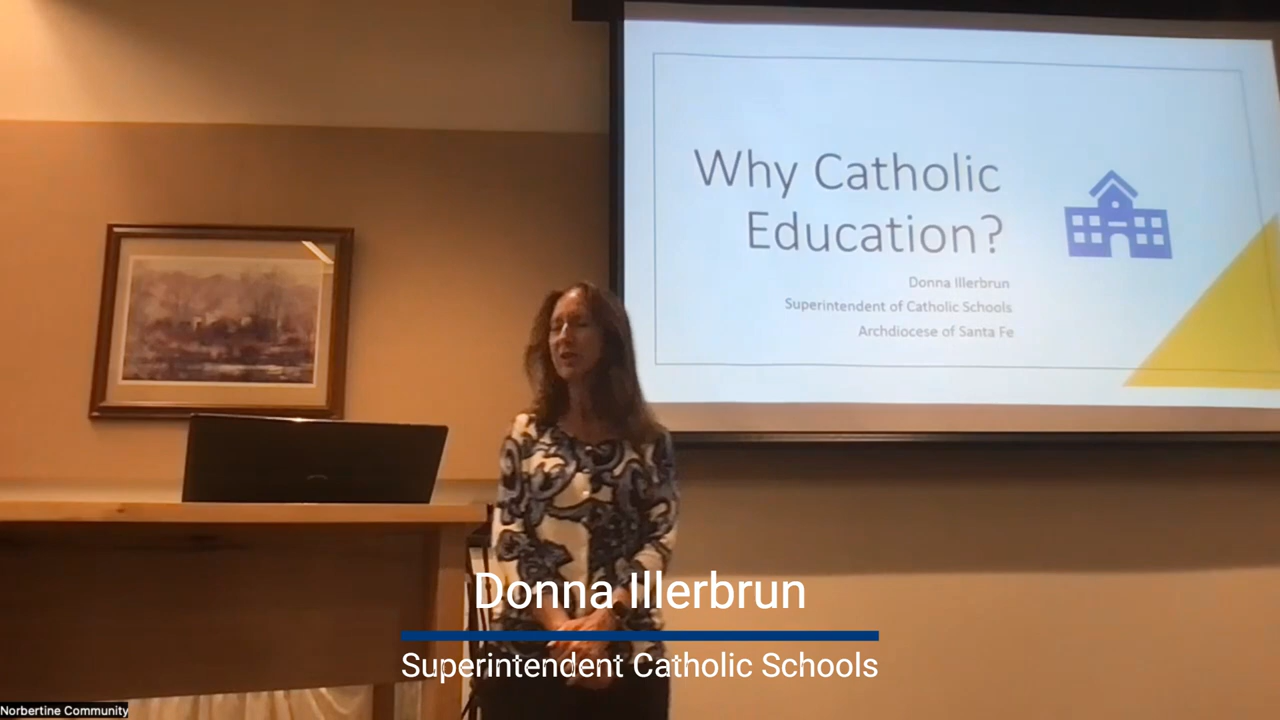 Why Catholic
Education?
Donna Illerbrun
Superintendent of Catholic Schools
Archdiocese of Santa Fe
Donna Illerbrun
Superintendent Catholic Schools
Norbertine Community